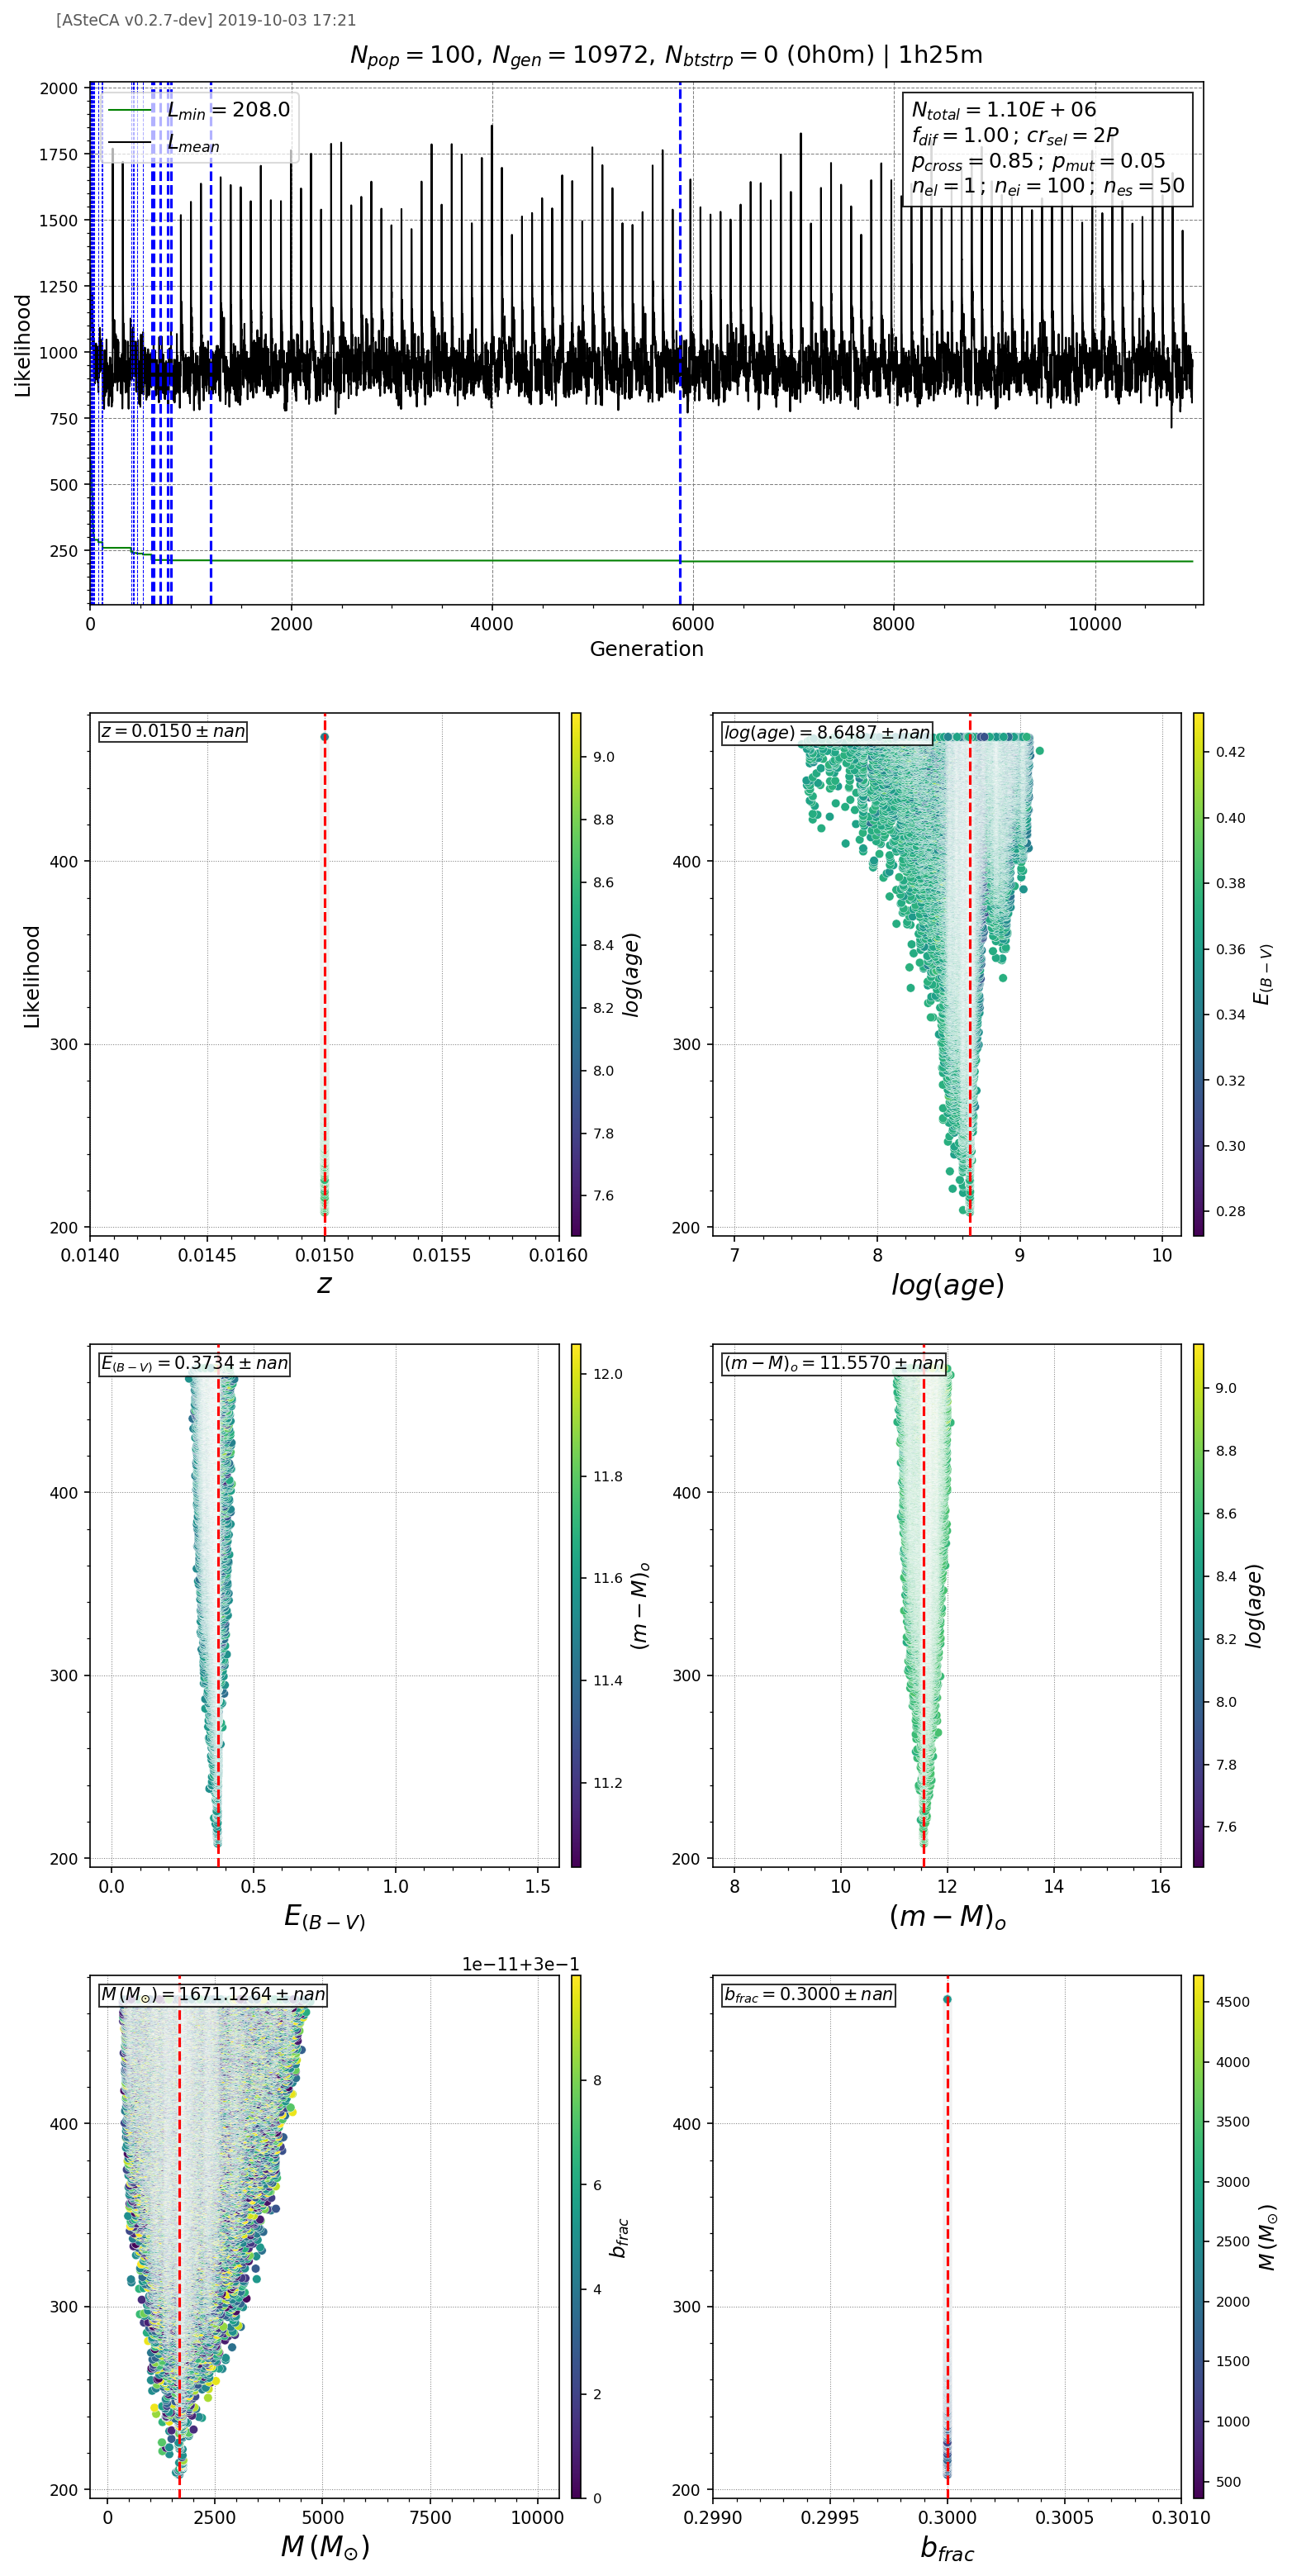 [ASteCA v0.2.7-dev] 2019-10-03 17:21
N_pop = 100, N_gen = 10972, N_btstrp = 0 (0h0m) | 1h25m
L_min = 208.0
L_mean
N_total = 1.10E + 06
f_dif = 1.00 ; cr_sel = 2P
p_cross = 0.85 ; p_mut = 0.05
n_el = 1 ; n_ei = 100 ; n_es = 50
2000
1750
1500
1250
1000
750
500
250
Likelihood
0 2000 4000 6000 8000 10000
Generation
z = 0.0150 ± nan
400
300
200
Likelihood
0.0140 0.0145 0.0150 0.0155 0.0160
z
9.0
8.8
8.6
8.4
8.2
8.0
7.8
7.6
log(age)
log(age) = 8.6487 ± nan
400
300
200
7 8 9 10
log(age)
0.42
0.40
0.38
0.36
0.34
0.32
0.30
0.28
E_(B−V)
E_(B−V) = 0.3734 ± nan
400
300
200
0.0 0.5 1.0 1.5
E_(B−V)
12.0
11.8
11.6
11.4
11.2
(m − M)_o
(m − M)_o = 11.5570 ± nan
400
300
200
8 10 12 14 16
(m − M)_o
9.0
8.8
8.6
8.4
8.2
8.0
7.8
7.6
log(age)
1e-11+3e-1
M (M_⊙) = 1671.1264 ± nan
400
300
200
0 2500 5000 7500 10000
M (M_⊙)
8
6
4
2
0
b_frac
b_frac = 0.3000 ± nan
400
300
200
0.2990 0.2995 0.3000 0.3005 0.3010
b_frac
4500
4000
3500
3000
2500
2000
1500
1000
500
M (M_⊙)